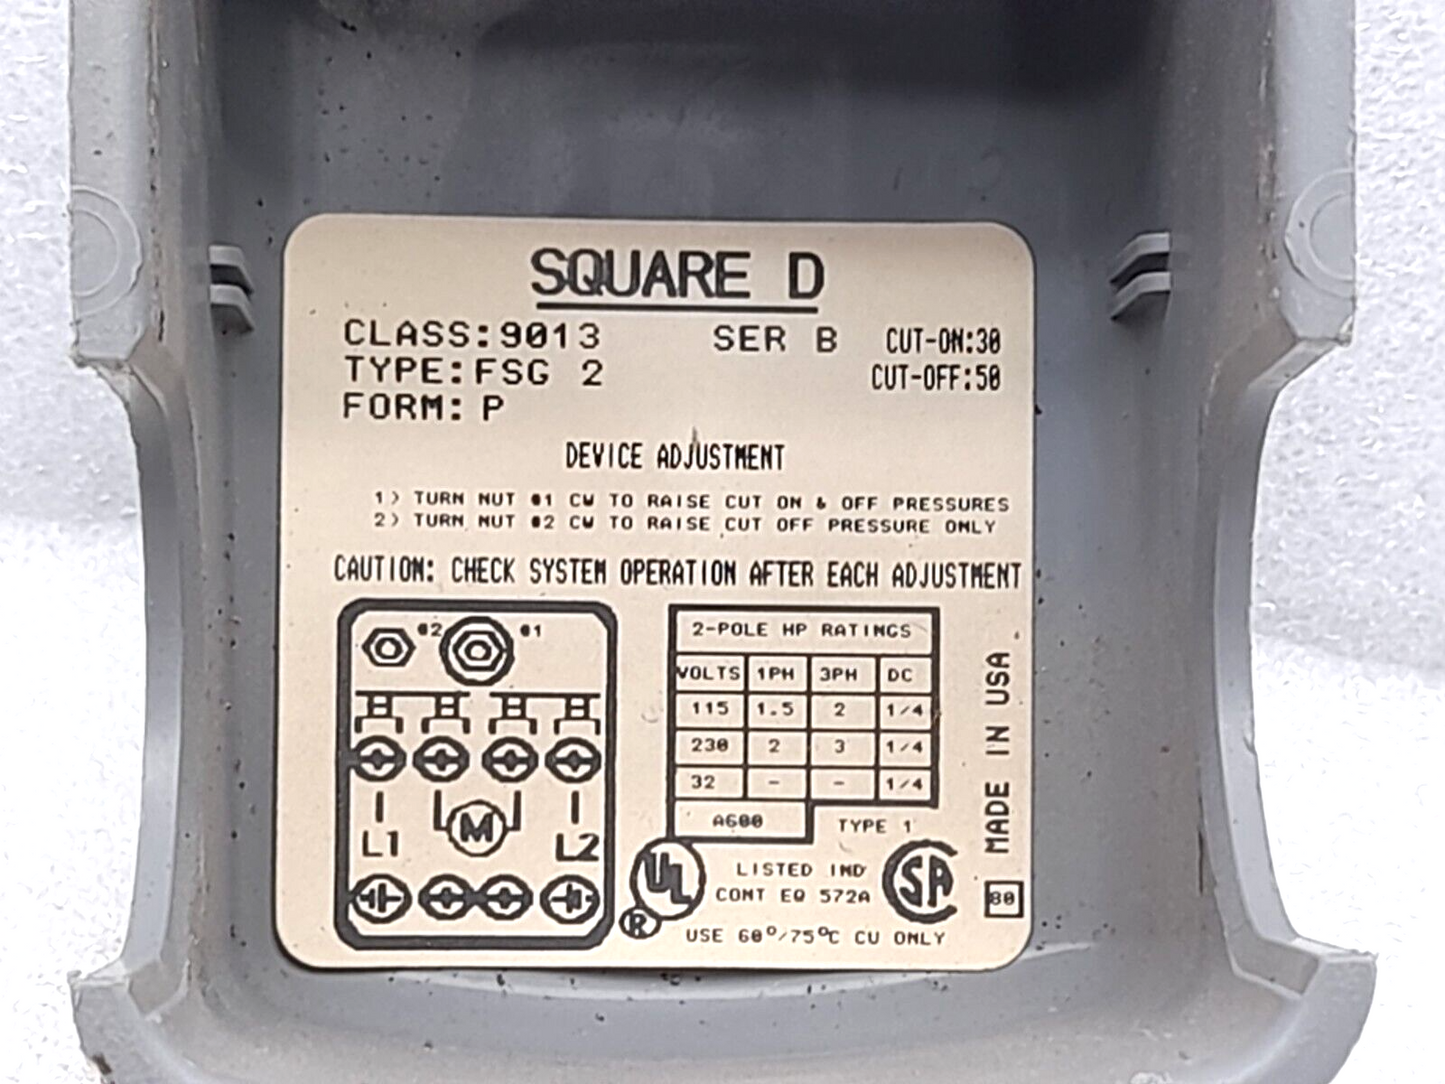 SQUARE D
CLASS:9013 SER B CUT-ON:30
TYPE:FSG 2 CUT-OFF:50
FORM: P
DEVICE ADJUSTMENT
1) TURN NUT #1 CW TO RAISE CUT ON & OFF PRESSURES
2) TURN NUT #2 CW TO RAISE CUT OFF PRESSURE ONLY
CAUTION: CHECK SYSTEM OPERATION AFTER EACH ADJUSTMENT
#2 #1
L1 M L2
2-POLE HP RATINGS
VOLTS 1PH 3PH DC
115 1.5 2 1/4
230 2 3 1/4
32 - - 1/4
A600 TYPE 1
UL ®
LISTED IND
CONT EQ 572A
SA
USE 60°/75°C CU ONLY
MADE IN USA
80